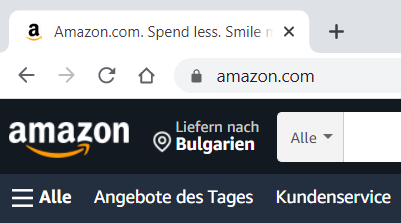 Amazon.com. Spend less. Smile m
amazon.com
amazon
Liefern nach
Bulgarien
Alle
Alle Angebote des Tages Kundenservice